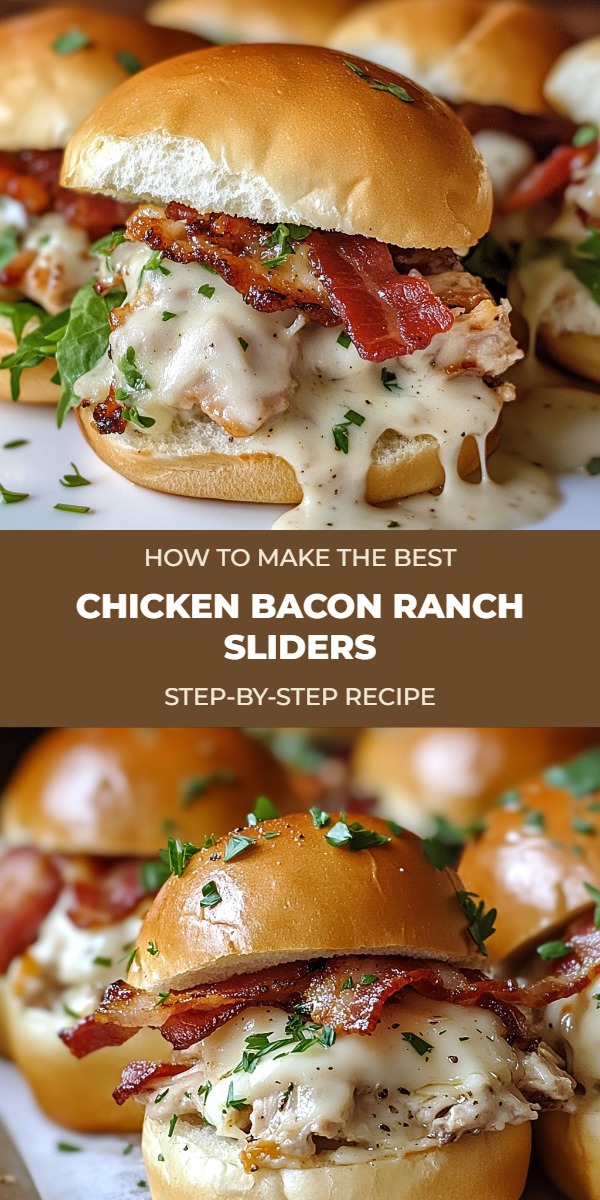 HOW TO MAKE THE BEST
CHICKEN BACON RANCH
SLIDERS
STEP-BY-STEP RECIPE